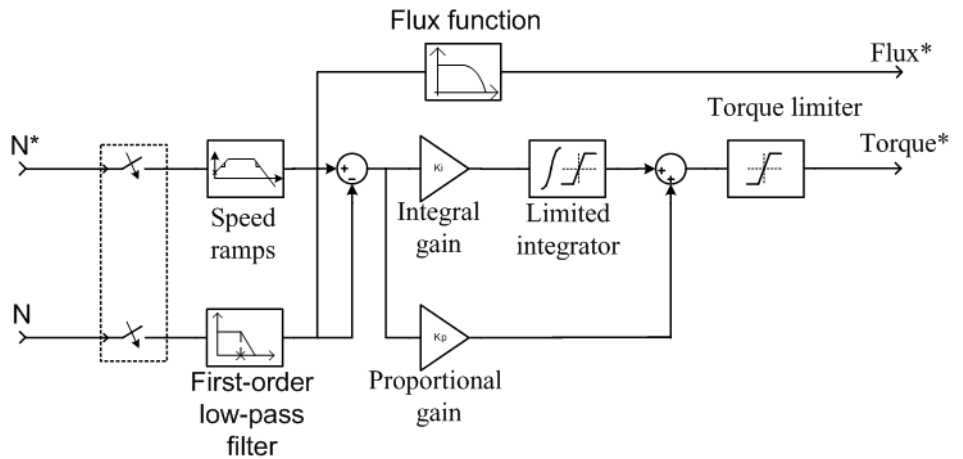 Flux function
Flux*
Torque limiter
N*
Torque*
+
-
Ki
+
+
Speed
ramps
Integral
gain
Limited
integrator
N
Kp
First-order
low-pass
filter
Proportional
gain